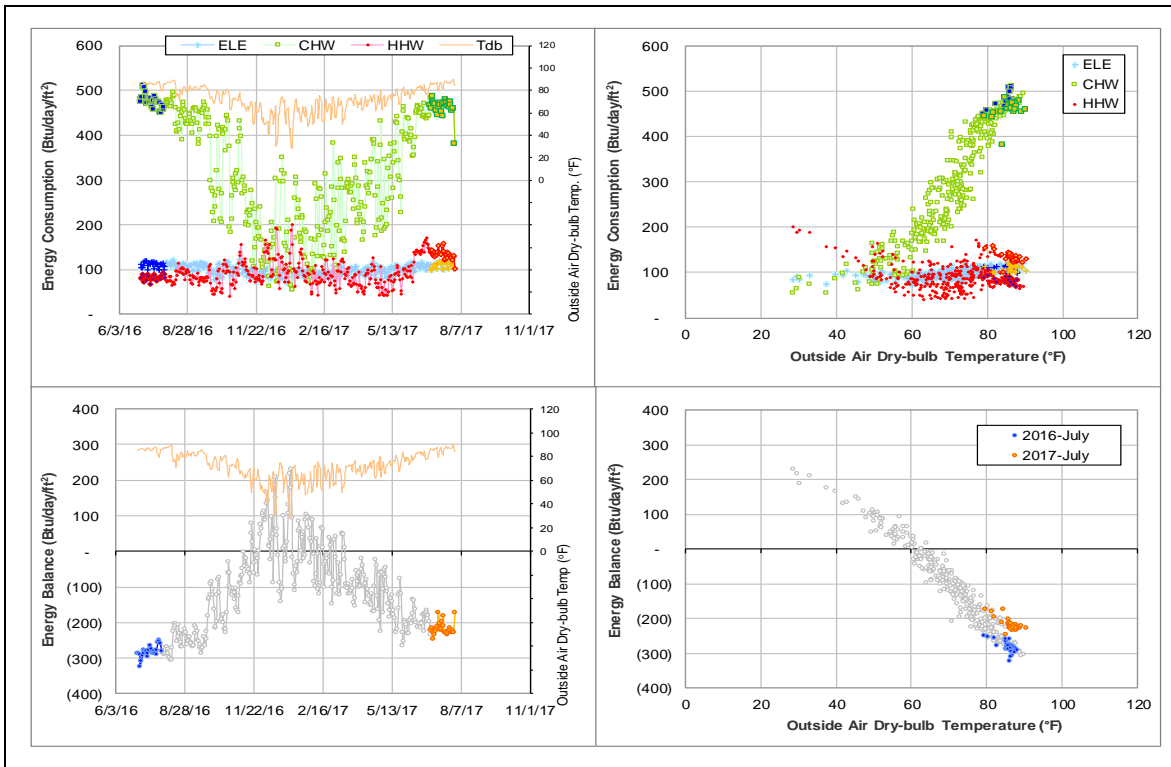 ELE CHW HHW Tdb
600
500
400
300
200
100
-
120
100
80
60
40
20
0
6/3/16 8/28/16 11/22/16 2/16/17 5/13/17 8/7/17 11/1/17
Energy Consumption (Btu/day/ft²)
Outside Air Dry-bulb Temp. (°F)
600
500
400
300
200
100
-
0 20 40 60 80 100 120
Energy Consumption (Btu/day/ft²)
Outside Air Dry-bulb Temperature (°F)
ELE
CHW
HHW
400
300
200
100
-
(100)
(200)
(300)
(400)
120
100
80
60
40
20
0
6/3/16 8/28/16 11/22/16 2/16/17 5/13/17 8/7/17 11/1/17
Energy Balance (Btu/day/ft²)
Outside Air Dry-bulb Temp (°F)
400
300
200
100
-
(100)
(200)
(300)
(400)
0 20 40 60 80 100 120
Energy Balance (Btu/day/ft²)
Outside Air Dry-bulb Temperature (°F)
2016-July
2017-July